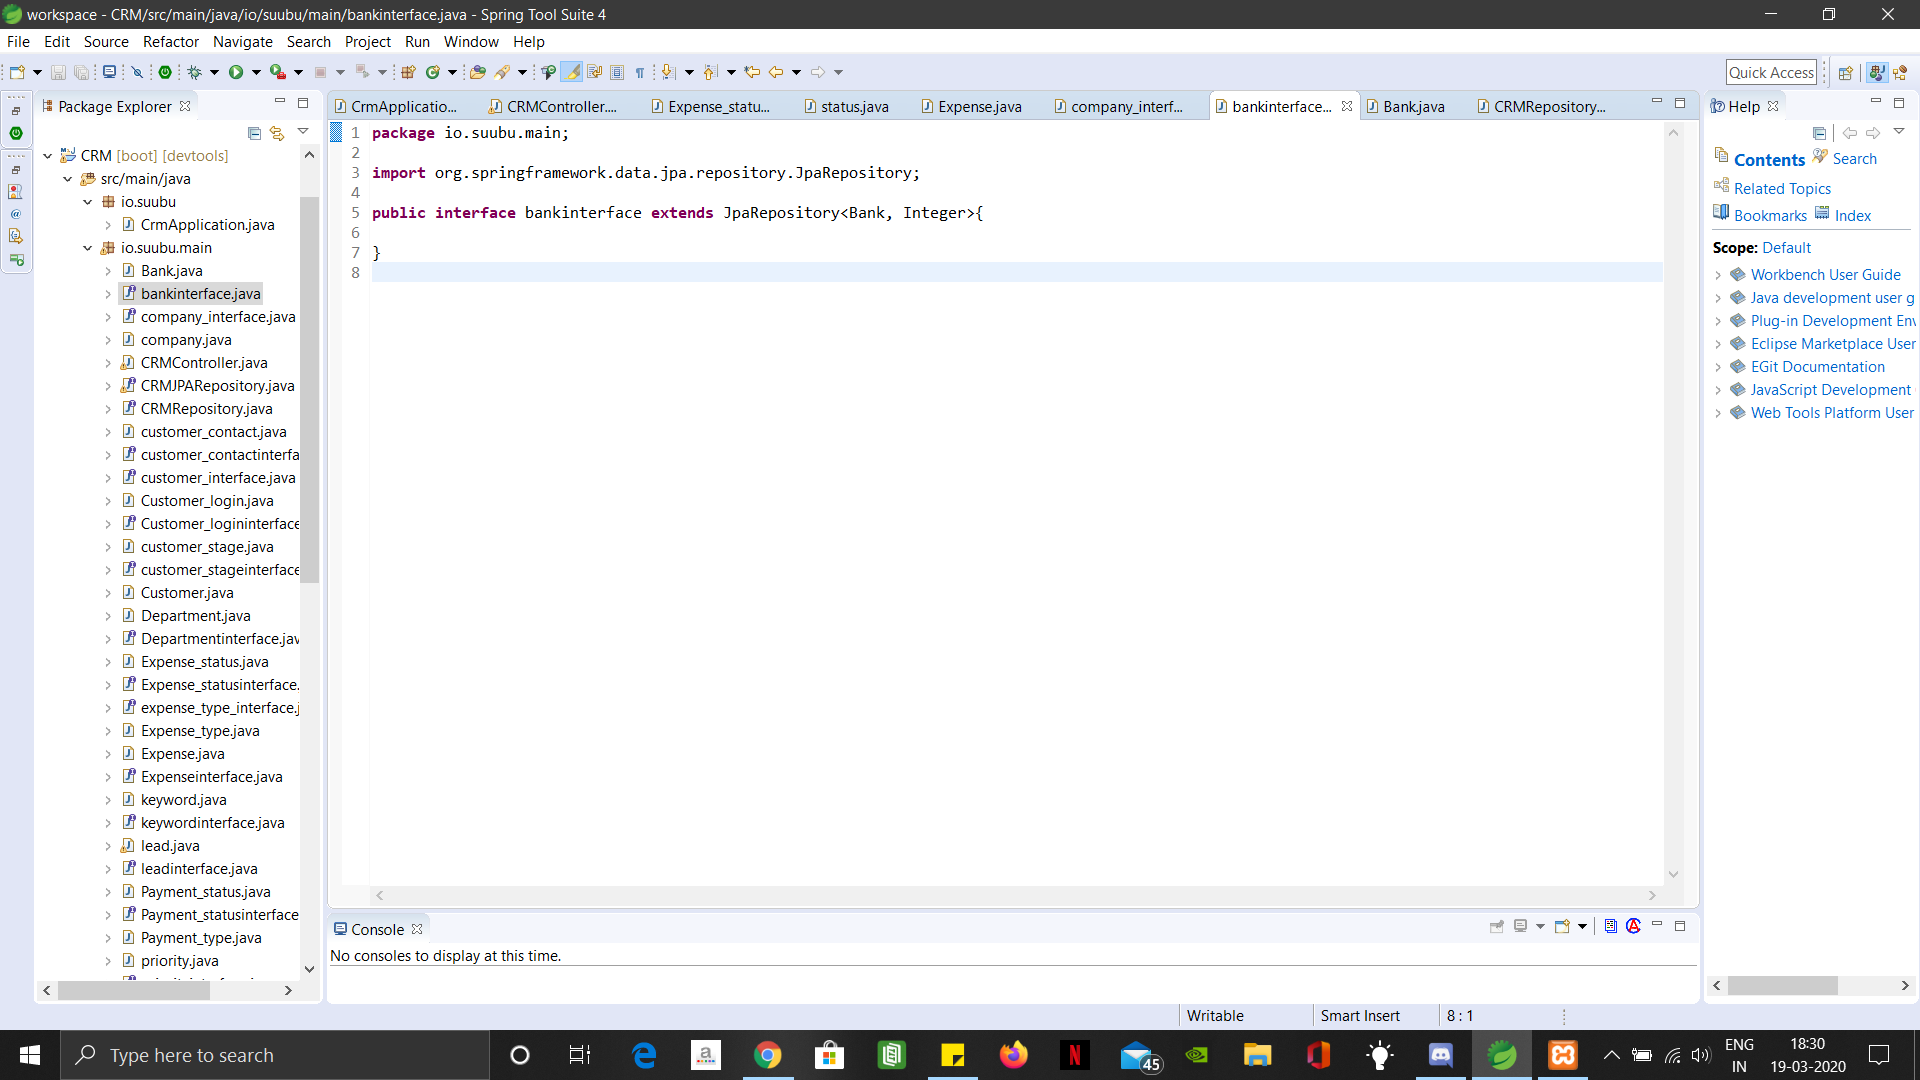 workspace - CRM/src/main/java/io/suubu/main/bankinterface.java - Spring Tool Suite 4
File Edit Source Refactor Navigate Search Project Run Window Help
Quick Access
Package Explorer
CRM [boot] [devtools]
src/main/java
io.suubu
CrmApplication.java
io.suubu.main
Bank.java
bankinterface.java
company_interface.java
company.java
CRMController.java
CRMJPARepository.java
CRMRepository.java
customer_contact.java
customer_contactinterfa
customer_interface.java
Customer_login.java
Customer_logininterface
customer_stage.java
customer_stageinterface
Customer.java
Department.java
Departmentinterface.jav
Expense_status.java
Expense_statusinterface.
expense_type_interface.j
Expense_type.java
Expense.java
Expenseinterface.java
keyword.java
keywordinterface.java
lead.java
leadinterface.java
Payment_status.java
Payment_statusinterface
Payment_type.java
priority.java
CrmApplicatio... CRMController.... Expense_statu... status.java Expense.java company_interf... bankinterface... Bank.java CRMRepository...
1 package io.suubu.main;
2
3 import org.springframework.data.jpa.repository.JpaRepository;
4
5 public interface bankinterface extends JpaRepository<Bank, Integer>{
6
7 }
8
Console
No consoles to display at this time.
Help
Contents Search
Related Topics
Bookmarks Index
Scope: Default
Workbench User Guide
Java development user g
Plug-in Development Env
Eclipse Marketplace User
EGit Documentation
JavaScript Development
Web Tools Platform User
Writable Smart Insert 8 : 1
Type here to search
45
ENG
IN
18:30
19-03-2020